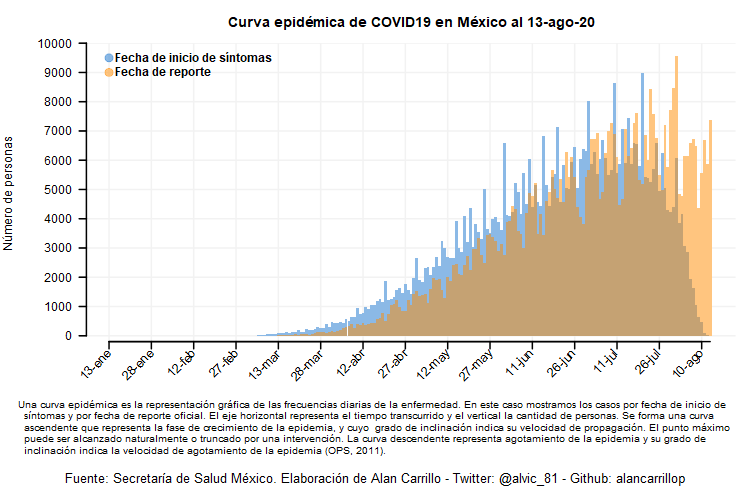 Curva epidémica de COVID19 en México al 13-ago-20
Fecha de inicio de síntomas
Fecha de reporte
Número de personas
10000
9000
8000
7000
6000
5000
4000
3000
2000
1000
0
13-ene
28-ene
12-feb
27-feb
13-mar
28-mar
12-abr
27-abr
12-may
27-may
11-jun
26-jun
11-jul
26-jul
10-ago
Una curva epidémica es la representación gráfica de las frecuencias diarias de la enfermedad. En este caso mostramos los casos por fecha de inicio de
síntomas y por fecha de reporte oficial. El eje horizontal representa el tiempo transcurrido y el vertical la cantidad de personas. Se forma una curva
ascendente que representa la fase de crecimiento de la epidemia, y cuyo grado de inclinación indica su velocidad de propagación. El punto máximo
puede ser alcanzado naturalmente o truncado por una intervención. La curva descendente representa agotamiento de la epidemia y su grado de
inclinación indica la velocidad de agotamiento de la epidemia (OPS, 2011).
Fuente: Secretaría de Salud México. Elaboración de Alan Carrillo - Twitter: @alvic_81 - Github: alancarrillop